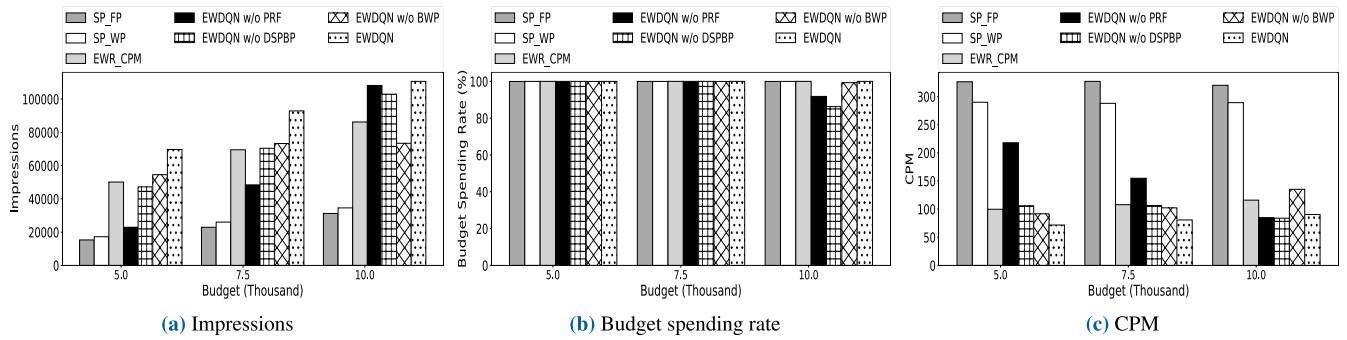 SP_FP EWDQN w/o PRF EWDQN w/o BWP
SP_WP EWDQN w/o DSPBP EWDQN
EWR_CPM
Impressions
100000
80000
60000
40000
20000
0
5.0 7.5 10.0
Budget (Thousand)
(a) Impressions
SP_FP EWDQN w/o PRF EWDQN w/o BWP
SP_WP EWDQN w/o DSPBP EWDQN
EWR_CPM
Budget Spending Rate (%)
100
80
60
40
20
0
5.0 7.5 10.0
Budget (Thousand)
(b) Budget spending rate
SP_FP EWDQN w/o PRF EWDQN w/o BWP
SP_WP EWDQN w/o DSPBP EWDQN
EWR_CPM
CPM
300
250
200
150
100
50
0
5.0 7.5 10.0
Budget (Thousand)
(c) CPM